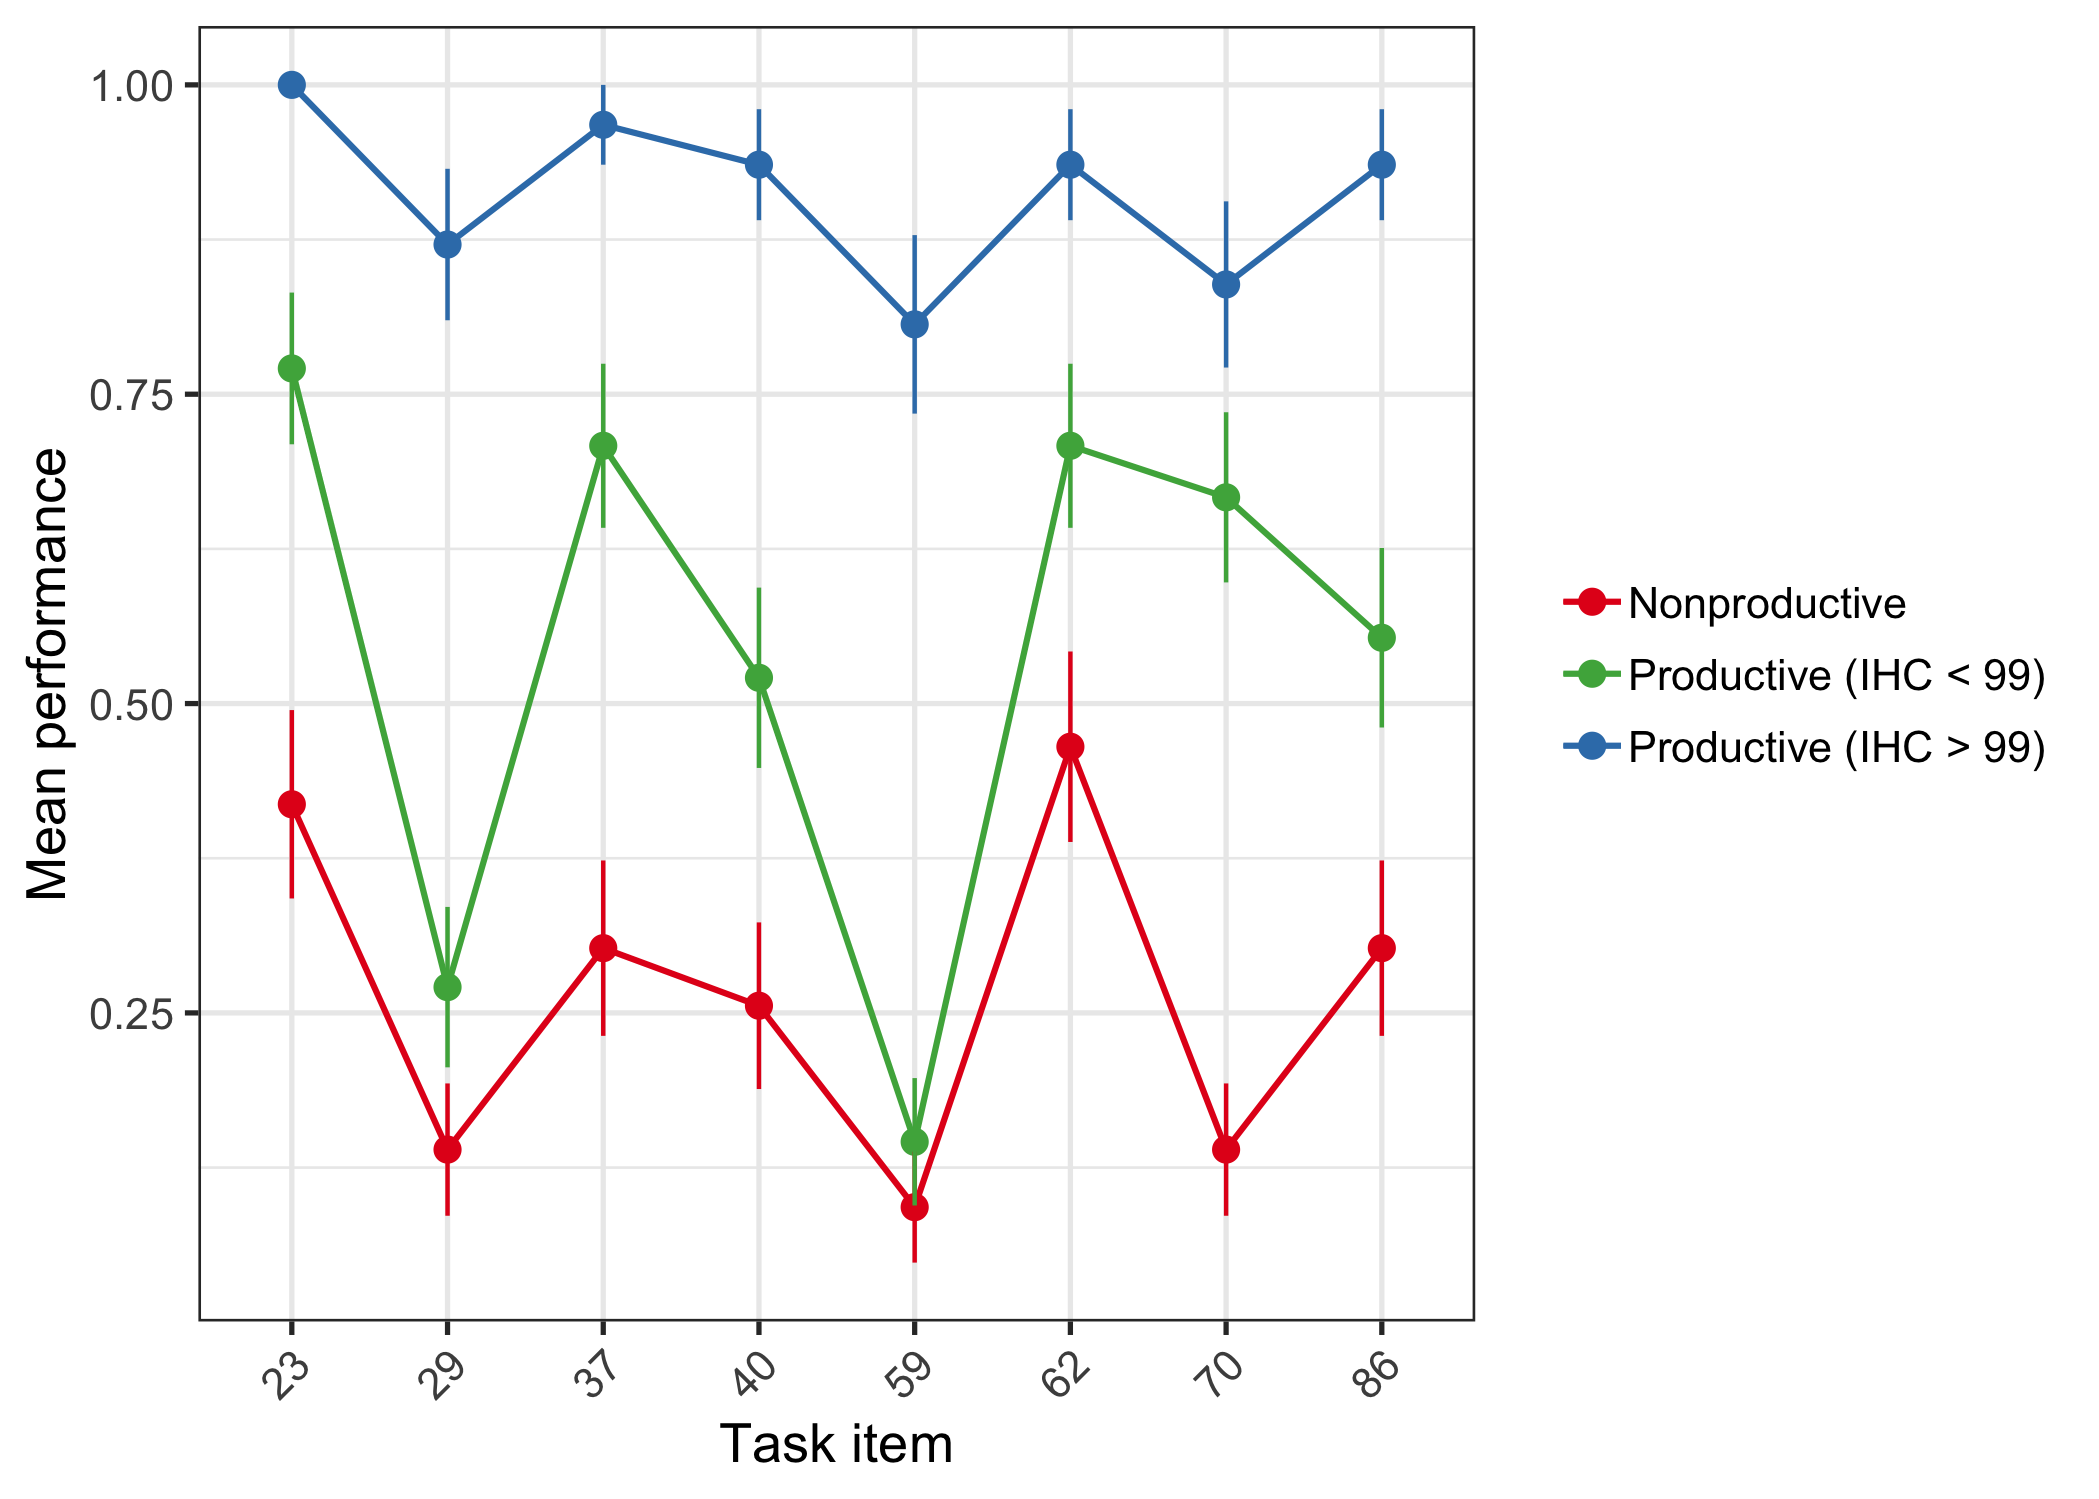 1.00
0.75
0.50
0.25
Mean performance
23
29
37
40
59
62
70
86
Task item
Nonproductive
Productive (IHC < 99)
Productive (IHC > 99)